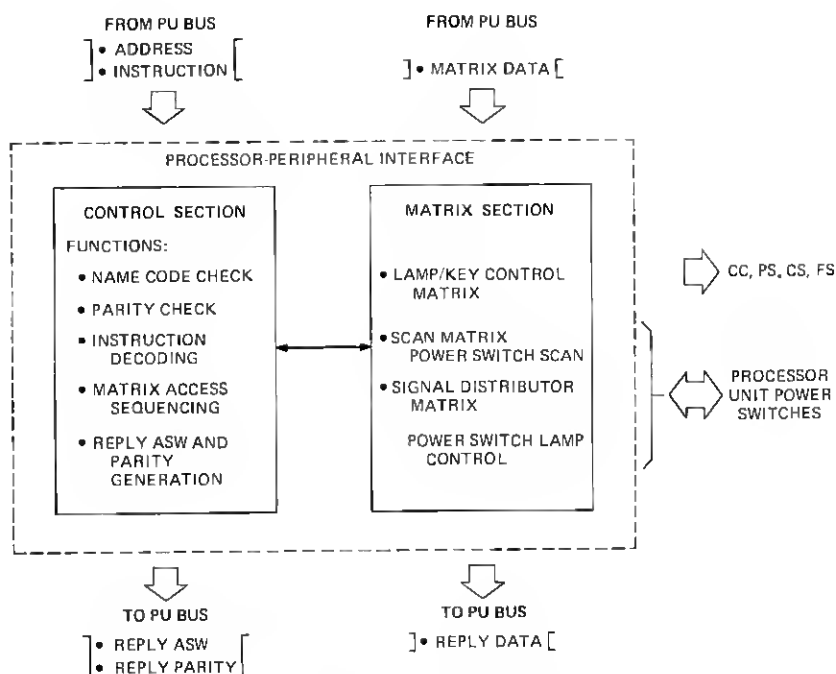 FROM PU BUS
• ADDRESS
• INSTRUCTION
FROM PU BUS
• MATRIX DATA
PROCESSOR-PERIPHERAL INTERFACE
CONTROL SECTION
FUNCTIONS:
• NAME CODE CHECK
• PARITY CHECK
• INSTRUCTION
DECODING
• MATRIX ACCESS
SEQUENCING
• REPLY ASW AND
PARITY
GENERATION
MATRIX SECTION
• LAMP/KEY CONTROL
MATRIX
• SCAN MATRIX
POWER SWITCH SCAN
• SIGNAL DISTRIBUTOR
MATRIX
POWER SWITCH LAMP
CONTROL
CC, PS, CS, FS
PROCESSOR
UNIT POWER
SWITCHES
TO PU BUS
• REPLY ASW
• REPLY PARITY
TO PU BUS
• REPLY DATA